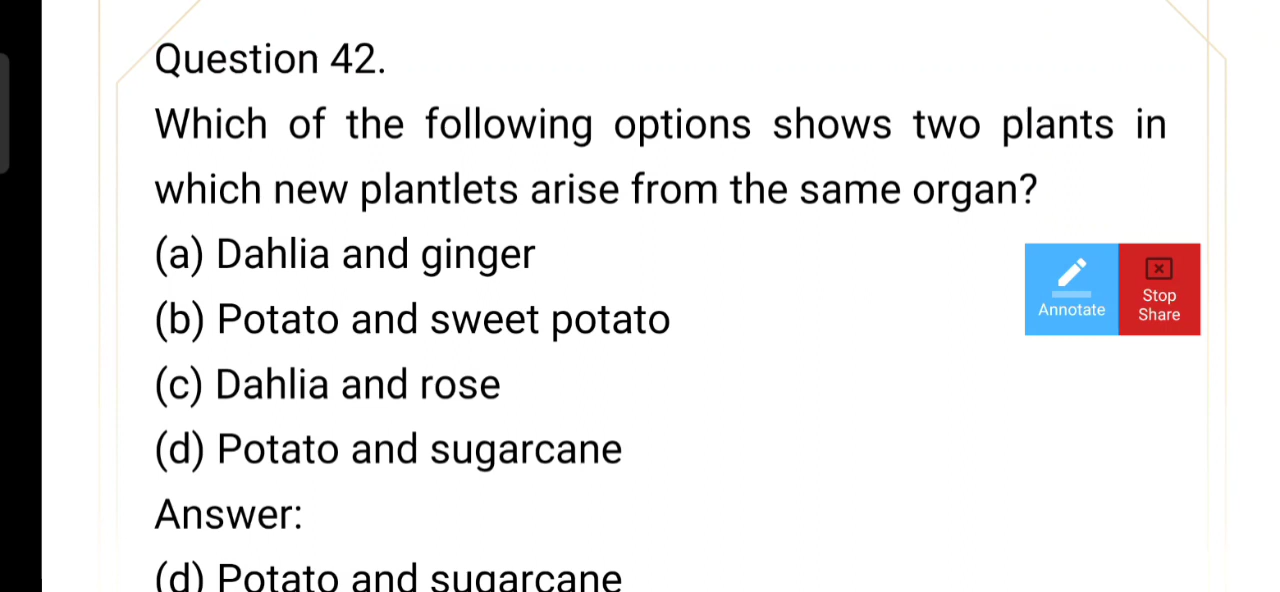 Question 42.
Which of the following options shows two plants in
which new plantlets arise from the same organ?
(a) Dahlia and ginger
(b) Potato and sweet potato
(c) Dahlia and rose
(d) Potato and sugarcane
Answer:
(d) Potato and sugarcane
Annotate
Stop
Share